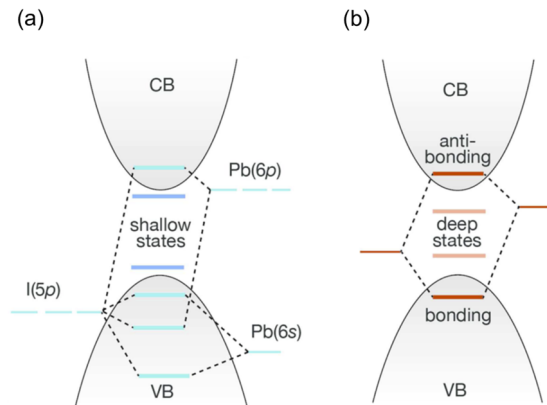 (a)
CB
Pb(6p)
shallow
states
I(5p)
Pb(6s)
VB
(b)
CB
anti-
bonding
deep
states
bonding
VB